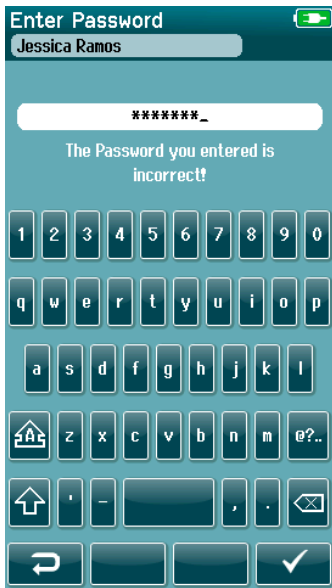 Enter Password
Jessica Ramos
*******_
The Password you entered is
incorrect!
1 2 3 4 5 6 7 8 9 0
q w e r t y u i o p
a s d f g h j k l
A z x c v b n m @?..
' - , .